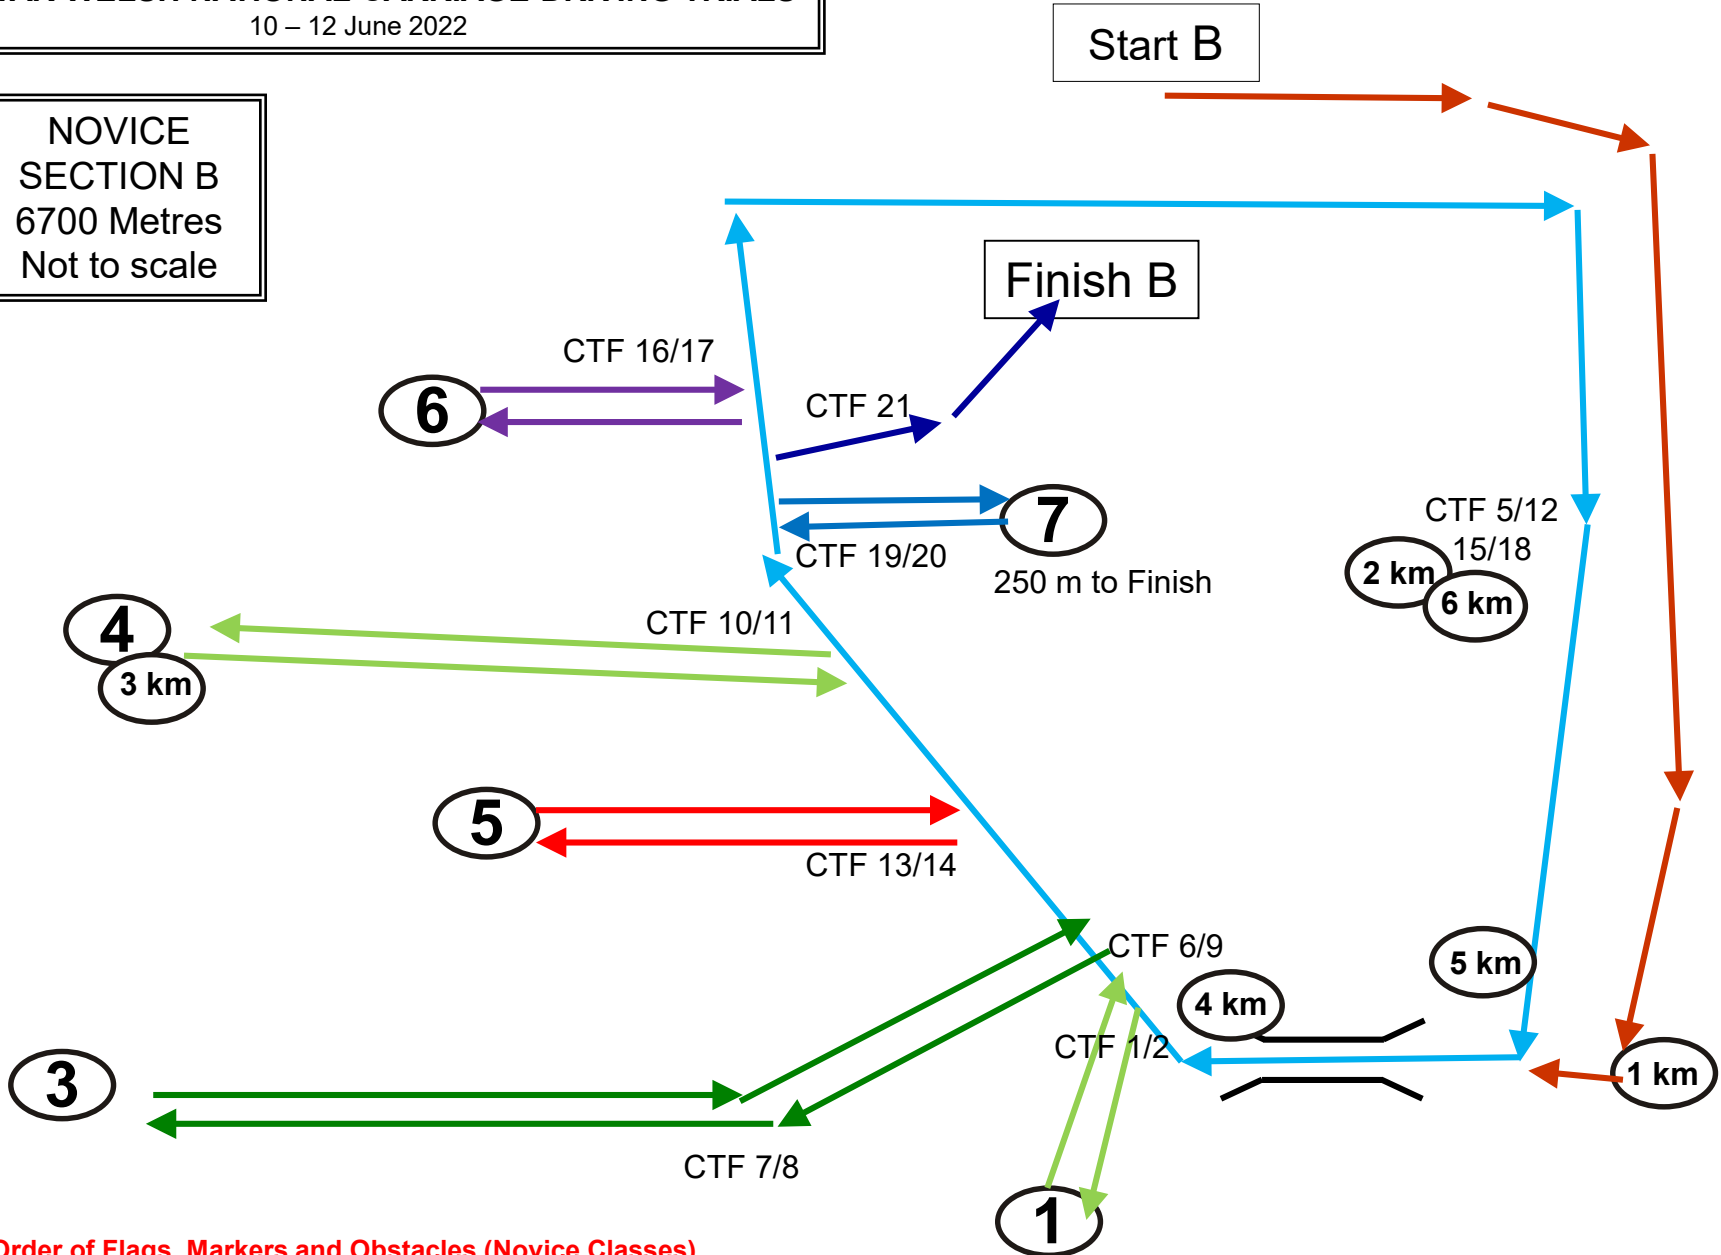 10 – 12 June 2022
Start B
NOVICE
SECTION B
6700 Metres
Not to scale
Finish B
CTF 16/17
6
CTF 21
7
CTF 19/20
250 m to Finish
CTF 5/12
15/18
2 km
6 km
4
CTF 10/11
3 km
5
CTF 13/14
CTF 6/9
5 km
4 km
CTF 1/2
1 km
3
CTF 7/8
1
Order of Flags, Markers and Obstacles (Novice Classes)